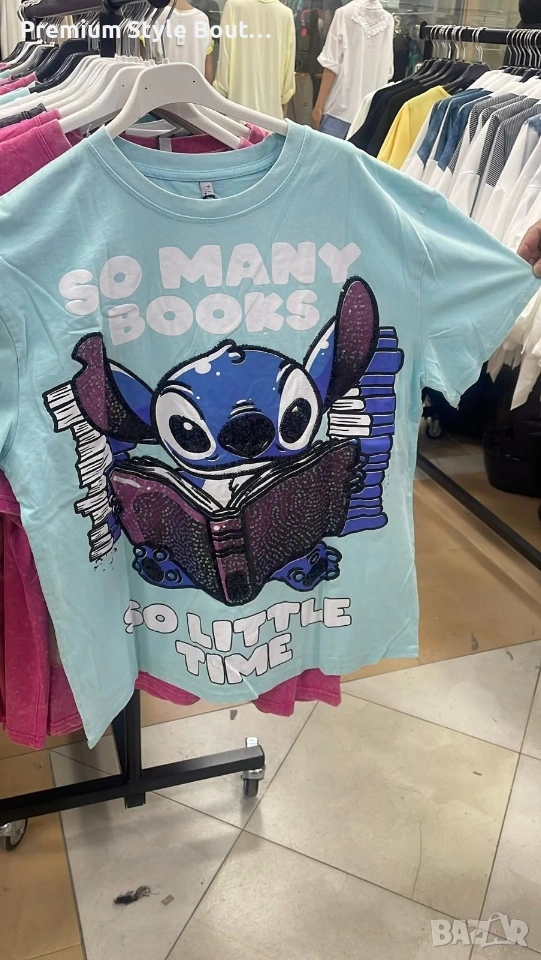 Premium Style Bout...
SO MANY
BOOKS
SO LITTLE
TIME
BAZAR